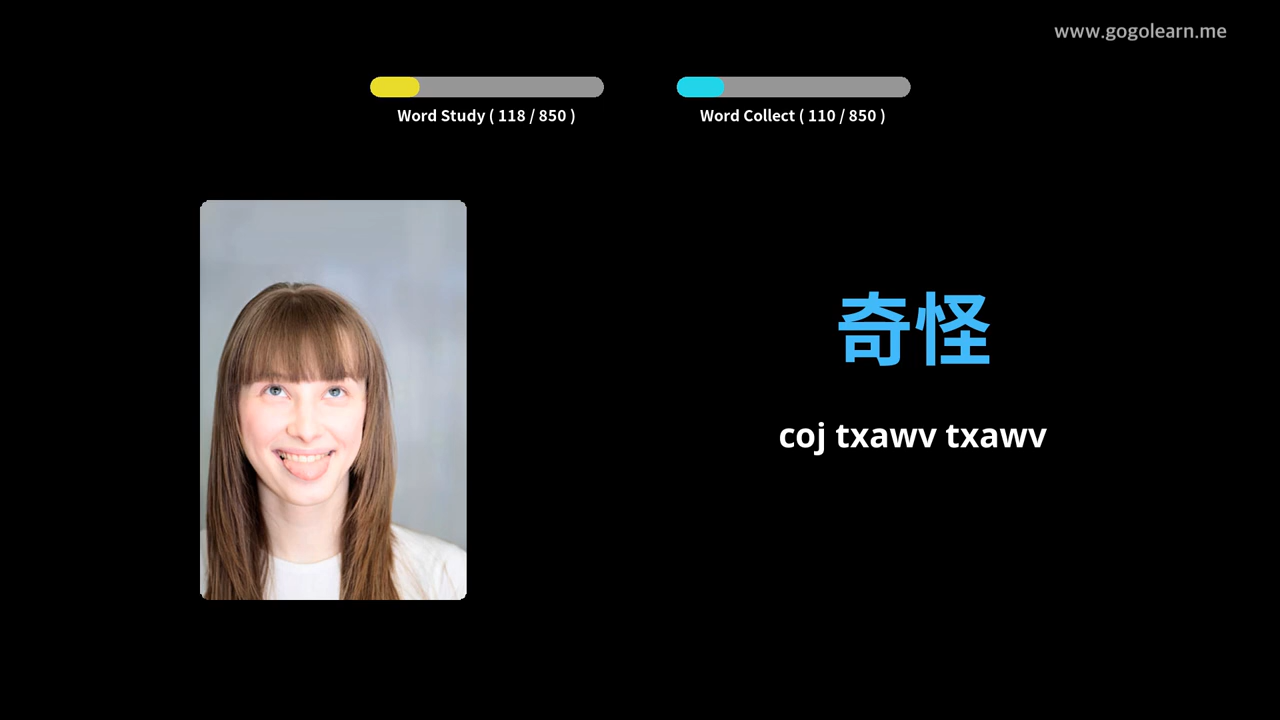 www.gogolearn.me
Word Study ( 118 / 850 )
Word Collect ( 110 / 850 )
奇怪
coj txawv txawv